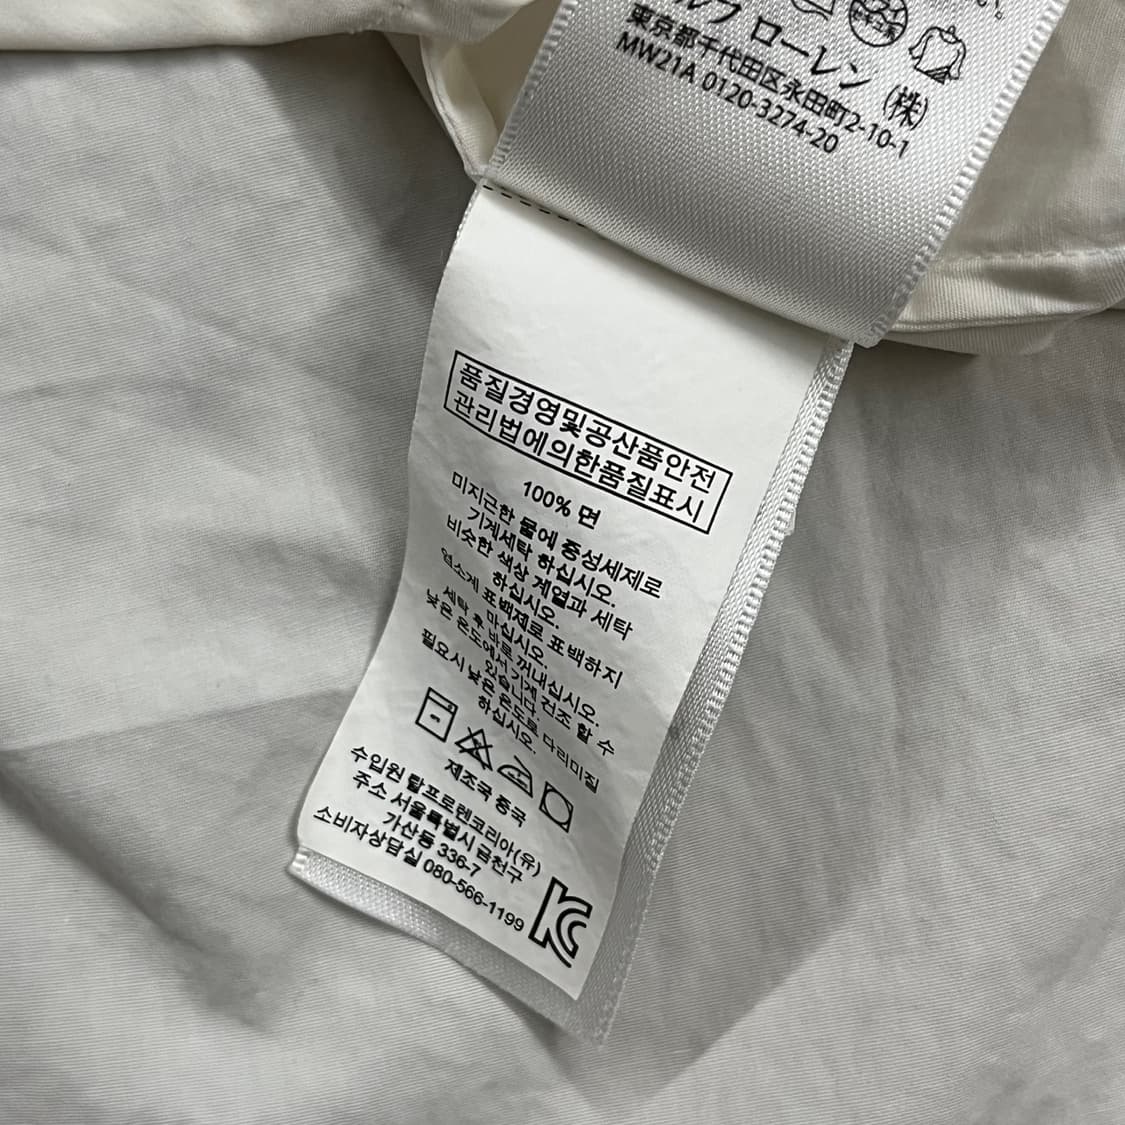 ルフ ローレン (株)
東京都千代田区永田町2-10-1
MW21A 0120-3274-20
품질경영및공산품안전
관리법에의한품질표시
100% 면
미지근한 물에 중성세제로
기계세탁 하십시오.
비슷한 색상 계열과 세탁
하십시오.
염소계 표백제로 표백하지
마십시오.
세탁 후 바로 꺼내십시오.
낮은 온도에서 기계 건조 할 수
있습니다.
필요시 낮은 온도로 다리미질
하십시오.
제조국 중국
수입원 랄프로렌코리아(유)
주소 서울특별시 금천구
가산동 336-7
소비자상담실 080-566-1199